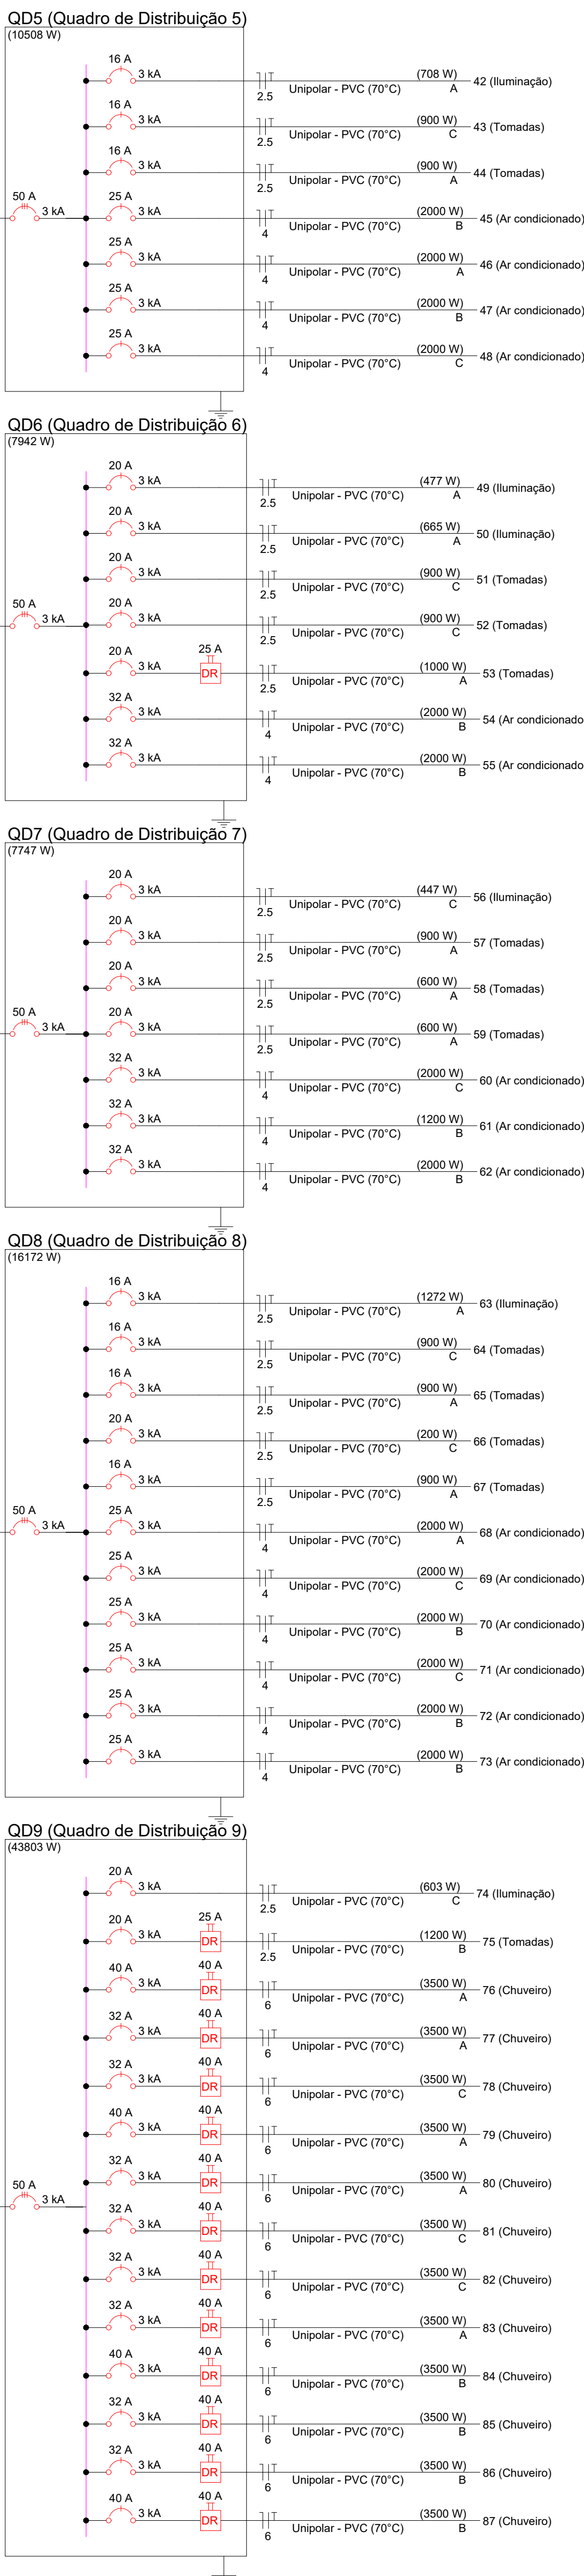 QD5 (Quadro de Distribuição 5)
(10508 W)
16 A
3 kA
2.5
Unipolar - PVC (70°C)
(708 W)
A
42 (Iluminação)
16 A
3 kA
2.5
Unipolar - PVC (70°C)
(900 W)
C
43 (Tomadas)
16 A
3 kA
2.5
Unipolar - PVC (70°C)
(900 W)
A
44 (Tomadas)
50 A
3 kA
25 A
3 kA
4
Unipolar - PVC (70°C)
(2000 W)
B
45 (Ar condicionado)
25 A
3 kA
4
Unipolar - PVC (70°C)
(2000 W)
A
46 (Ar condicionado)
25 A
3 kA
4
Unipolar - PVC (70°C)
(2000 W)
B
47 (Ar condicionado)
25 A
3 kA
4
Unipolar - PVC (70°C)
(2000 W)
C
48 (Ar condicionado)
QD6 (Quadro de Distribuição 6)
(7942 W)
20 A
3 kA
2.5
Unipolar - PVC (70°C)
(477 W)
A
49 (Iluminação)
20 A
3 kA
2.5
Unipolar - PVC (70°C)
(665 W)
A
50 (Iluminação)
20 A
3 kA
2.5
Unipolar - PVC (70°C)
(900 W)
C
51 (Tomadas)
50 A
3 kA
20 A
3 kA
2.5
Unipolar - PVC (70°C)
(900 W)
C
52 (Tomadas)
20 A
3 kA
25 A
DR
2.5
Unipolar - PVC (70°C)
(1000 W)
A
53 (Tomadas)
32 A
3 kA
4
Unipolar - PVC (70°C)
(2000 W)
B
54 (Ar condicionado
32 A
3 kA
4
Unipolar - PVC (70°C)
(2000 W)
B
55 (Ar condicionado
QD7 (Quadro de Distribuição 7)
(7747 W)
20 A
3 kA
2.5
Unipolar - PVC (70°C)
(447 W)
C
56 (Iluminação)
20 A
3 kA
2.5
Unipolar - PVC (70°C)
(900 W)
A
57 (Tomadas)
20 A
3 kA
2.5
Unipolar - PVC (70°C)
(600 W)
A
58 (Tomadas)
50 A
3 kA
20 A
3 kA
2.5
Unipolar - PVC (70°C)
(600 W)
A
59 (Tomadas)
32 A
3 kA
4
Unipolar - PVC (70°C)
(2000 W)
C
60 (Ar condicionado)
32 A
3 kA
4
Unipolar - PVC (70°C)
(1200 W)
B
61 (Ar condicionado)
32 A
3 kA
4
Unipolar - PVC (70°C)
(2000 W)
B
62 (Ar condicionado)
QD8 (Quadro de Distribuição 8)
(16172 W)
16 A
3 kA
2.5
Unipolar - PVC (70°C)
(1272 W)
A
63 (Iluminação)
16 A
3 kA
2.5
Unipolar - PVC (70°C)
(900 W)
C
64 (Tomadas)
16 A
3 kA
2.5
Unipolar - PVC (70°C)
(900 W)
A
65 (Tomadas)
20 A
3 kA
2.5
Unipolar - PVC (70°C)
(200 W)
C
66 (Tomadas)
16 A
3 kA
2.5
Unipolar - PVC (70°C)
(900 W)
A
67 (Tomadas)
50 A
3 kA
25 A
3 kA
4
Unipolar - PVC (70°C)
(2000 W)
A
68 (Ar condicionado)
25 A
3 kA
4
Unipolar - PVC (70°C)
(2000 W)
C
69 (Ar condicionado)
25 A
3 kA
4
Unipolar - PVC (70°C)
(2000 W)
B
70 (Ar condicionado)
25 A
3 kA
4
Unipolar - PVC (70°C)
(2000 W)
C
71 (Ar condicionado)
25 A
3 kA
4
Unipolar - PVC (70°C)
(2000 W)
B
72 (Ar condicionado)
25 A
3 kA
4
Unipolar - PVC (70°C)
(2000 W)
B
73 (Ar condicionado)
QD9 (Quadro de Distribuição 9)
(43803 W)
20 A
3 kA
2.5
Unipolar - PVC (70°C)
(603 W)
C
74 (Iluminação)
20 A
3 kA
25 A
DR
2.5
Unipolar - PVC (70°C)
(1200 W)
B
75 (Tomadas)
40 A
3 kA
40 A
DR
6
Unipolar - PVC (70°C)
(3500 W)
A
76 (Chuveiro)
32 A
3 kA
40 A
DR
6
Unipolar - PVC (70°C)
(3500 W)
A
77 (Chuveiro)
32 A
3 kA
40 A
DR
6
Unipolar - PVC (70°C)
(3500 W)
C
78 (Chuveiro)
40 A
3 kA
40 A
DR
6
Unipolar - PVC (70°C)
(3500 W)
A
79 (Chuveiro)
32 A
3 kA
40 A
DR
6
Unipolar - PVC (70°C)
(3500 W)
A
80 (Chuveiro)
50 A
3 kA
32 A
3 kA
40 A
DR
6
Unipolar - PVC (70°C)
(3500 W)
C
81 (Chuveiro)
32 A
3 kA
40 A
DR
6
Unipolar - PVC (70°C)
(3500 W)
C
82 (Chuveiro)
32 A
3 kA
40 A
DR
6
Unipolar - PVC (70°C)
(3500 W)
A
83 (Chuveiro)
40 A
3 kA
40 A
DR
6
Unipolar - PVC (70°C)
(3500 W)
B
84 (Chuveiro)
32 A
3 kA
40 A
DR
6
Unipolar - PVC (70°C)
(3500 W)
B
85 (Chuveiro)
32 A
3 kA
40 A
DR
6
Unipolar - PVC (70°C)
(3500 W)
B
86 (Chuveiro)
40 A
3 kA
40 A
DR
6
Unipolar - PVC (70°C)
(3500 W)
B
87 (Chuveiro)